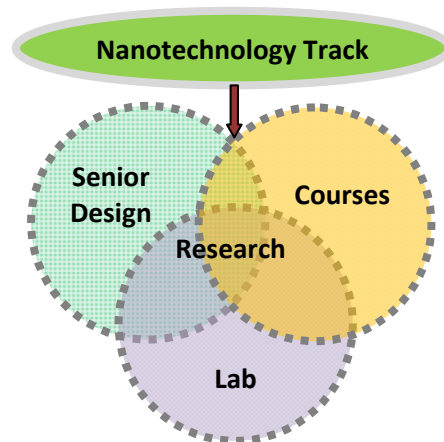 Nanotechnology Track
Senior
Design
Courses
Research
Lab